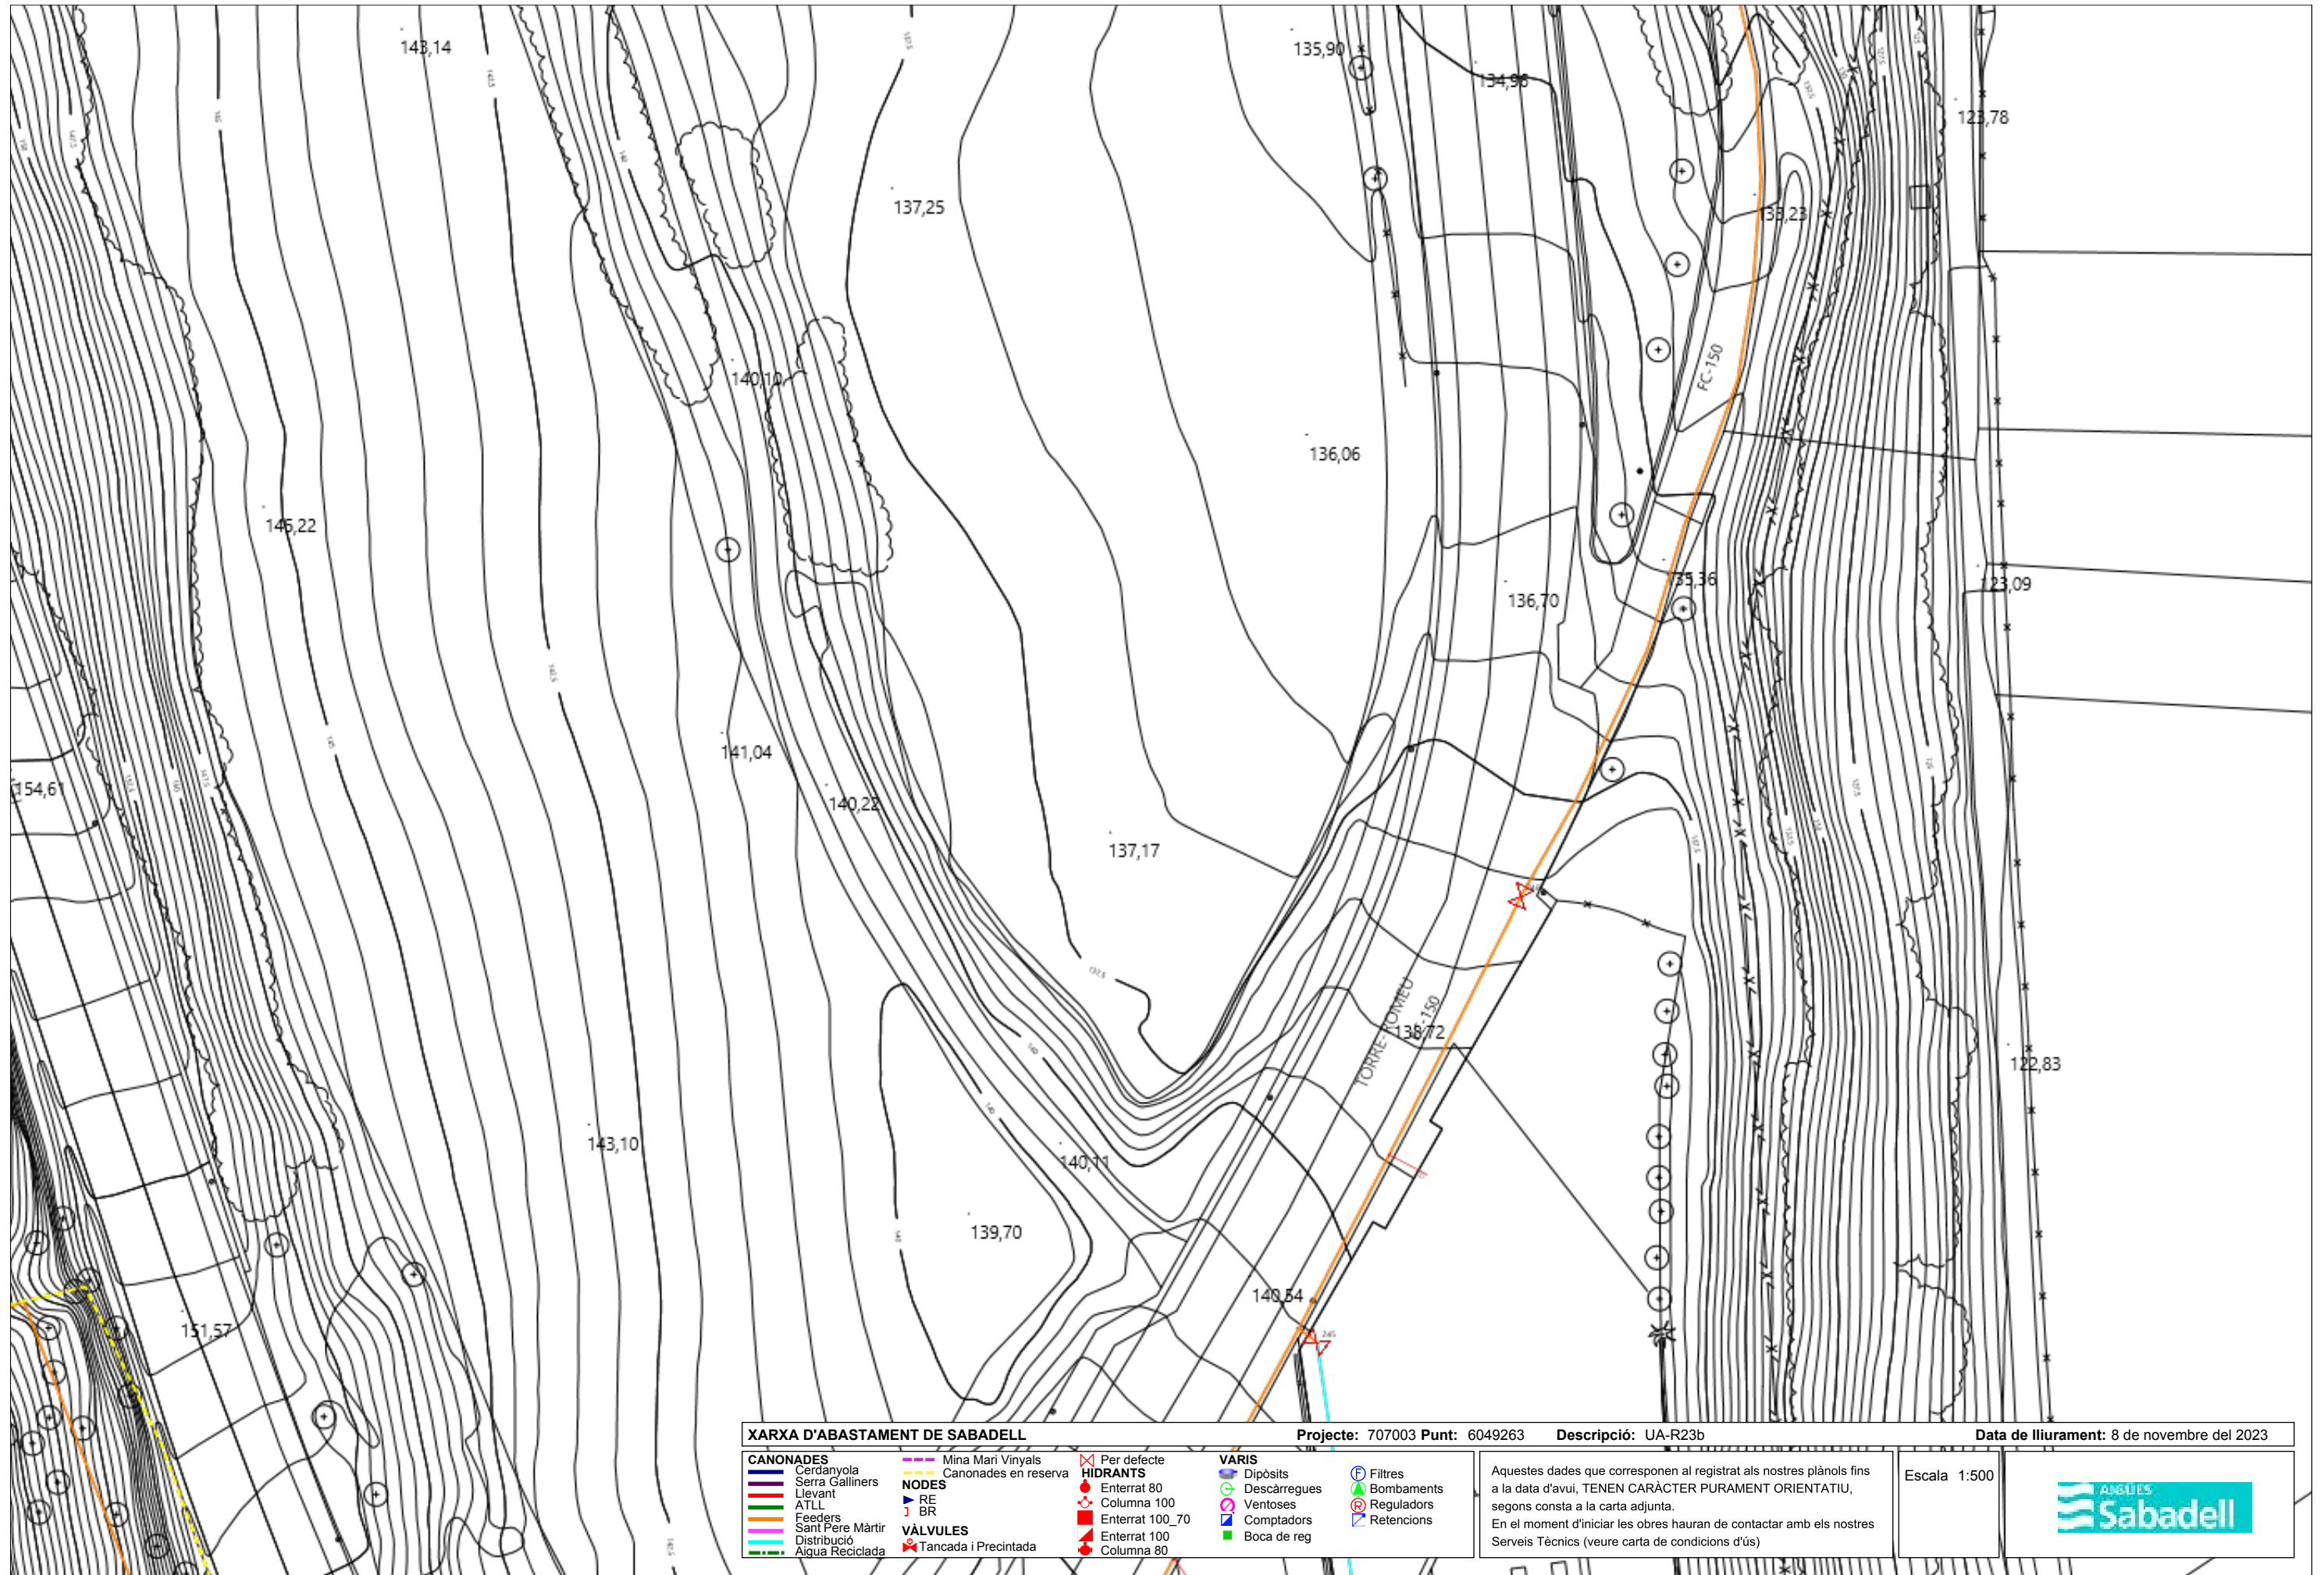 143,14
135,90
134,96
123,78
137,25
133,23
FC-150
140,10
136,06
145,22
135,36
136,70
123,09
141,04
154,61
140,22
137,17
TORRE-ROMEU
138,72
122,83
143,10
140,11
139,70
140,54
245
151,57
XARXA D'ABASTAMENT DE SABADELL Projecte: 707003 Punt: 6049263 Descripció: UA-R23b Data de lliurament: 8 de novembre del 2023
CANONADES
Cerdanyola
Serra Galliners
Llevant
ATLL
Feeders
Sant Pere Màrtir
Distribució
Aigua Reciclada
Mina Mari Vinyals
Canonades en reserva
NODES
RE
BR
VÀLVULES
Tancada i Precintada
Per defecte
HIDRANTS
Enterrat 80
Columna 100
Enterrat 100_70
Enterrat 100
Columna 80
VARIS
Dipòsits
Descàrregues
Ventoses
Comptadors
Boca de reg
Filtres
Bombaments
Reguladors
Retencions
Aquestes dades que corresponen al registrat als nostres plànols fins
a la data d'avui, TENEN CARÀCTER PURAMENT ORIENTATIU,
segons consta a la carta adjunta.
En el moment d'iniciar les obres hauran de contactar amb els nostres
Serveis Tècnics (veure carta de condicions d'ús)
Escala 1:500
AIGÜES
Sabadell